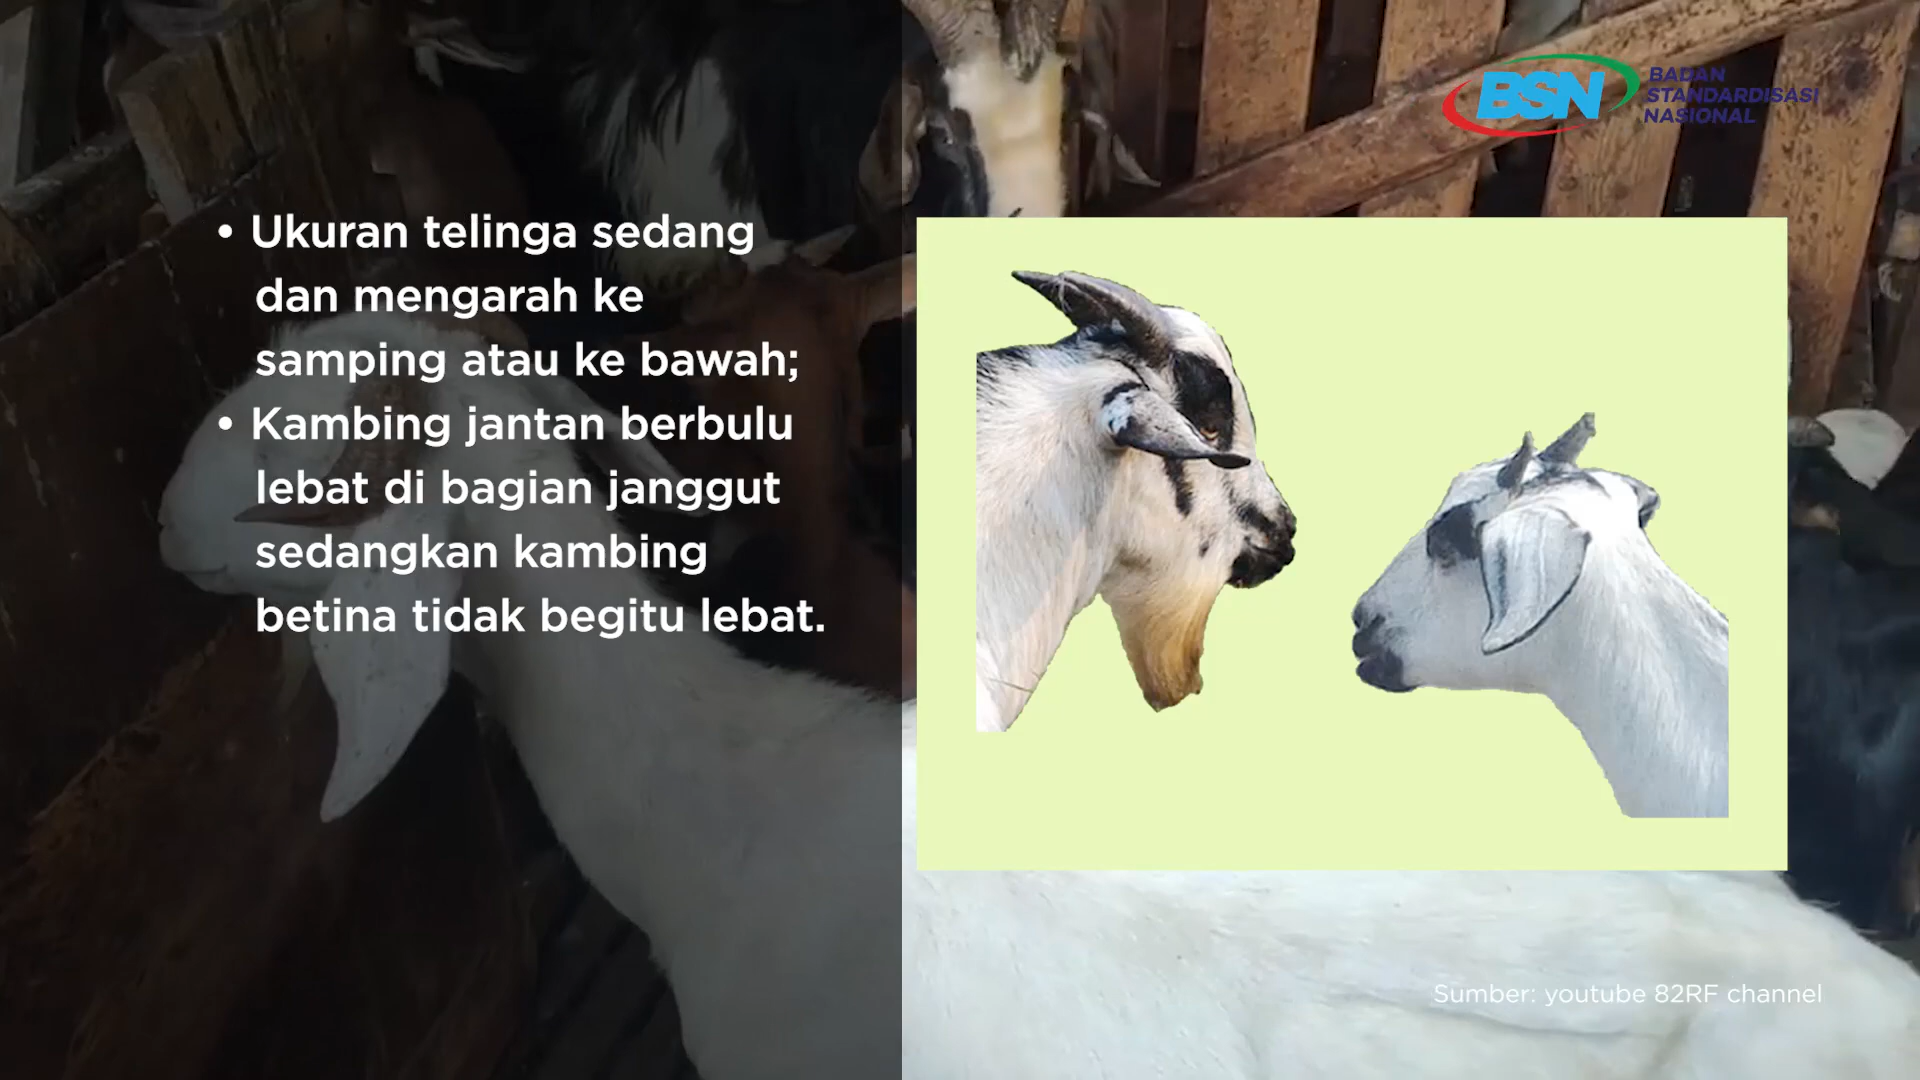 BSN BADAN
STANDARDISASI
NASIONAL
• Ukuran telinga sedang
dan mengarah ke
samping atau ke bawah;
• Kambing jantan berbulu
lebat di bagian janggut
sedangkan kambing
betina tidak begitu lebat.
Sumber: youtube 82RF channel